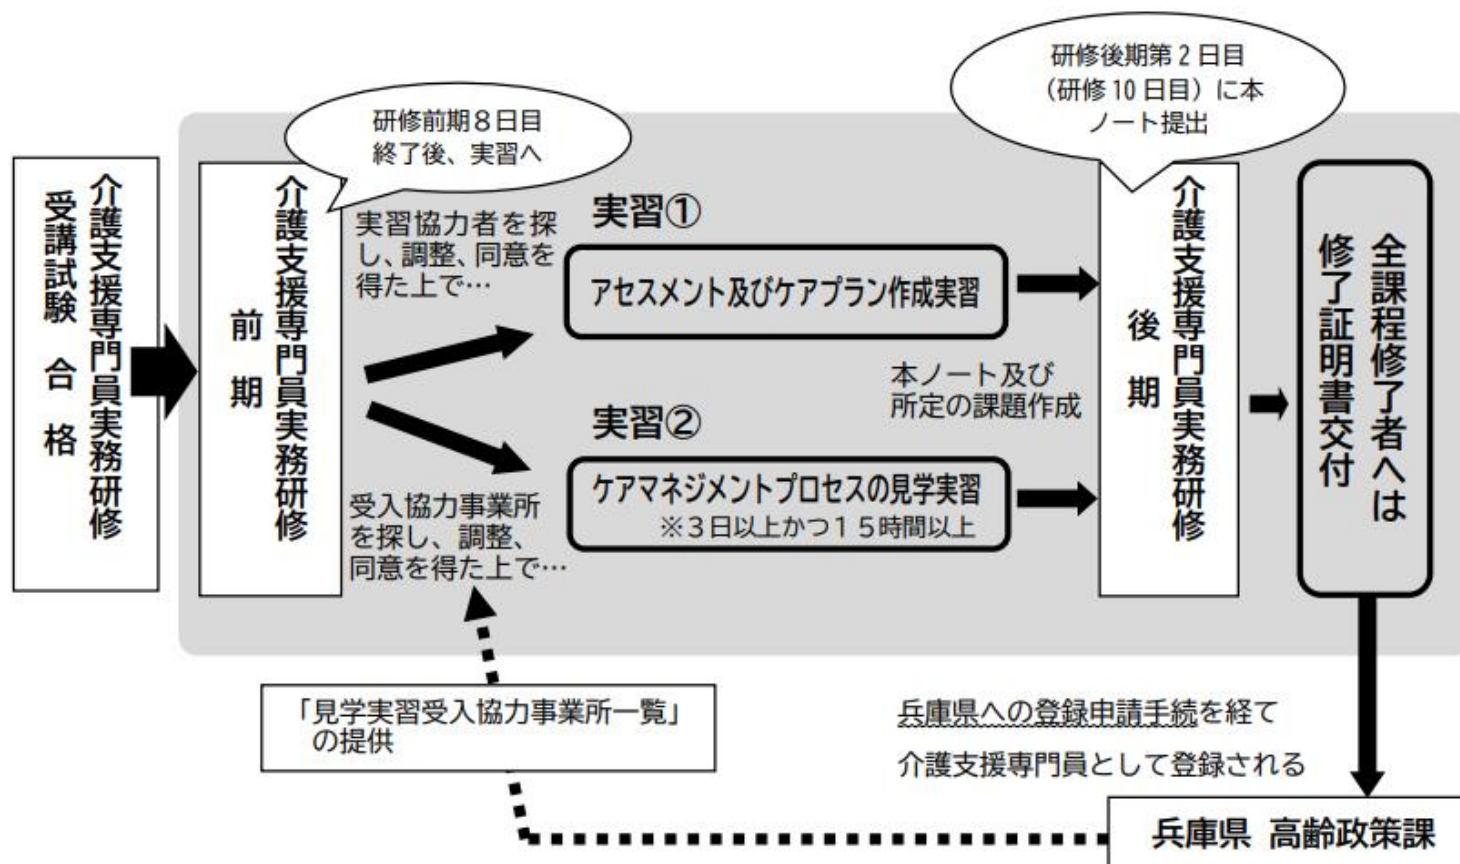 介護支援専門員実務研修
受講試験 合 格
介護支援専門員実務研修
前 期
研修前期８日目
終了後、実習へ
実習協力者を探
し、調整、同意を
得た上で…
受入協力事業所
を探し、調整、
同意を得た上で…
実習①
アセスメント及びケアプラン作成実習
実習②
ケアマネジメントプロセスの見学実習
※３日以上かつ１５時間以上
本ノート及び
所定の課題作成
研修後期第２日目
（研修 10 日目）に本
ノート提出
介護支援専門員実務研修
後 期
全課程修了者へは
修了証明書交付
「見学実習受入協力事業所一覧」
の提供
兵庫県への登録申請手続を経て
介護支援専門員として登録される
兵庫県 高齢政策課